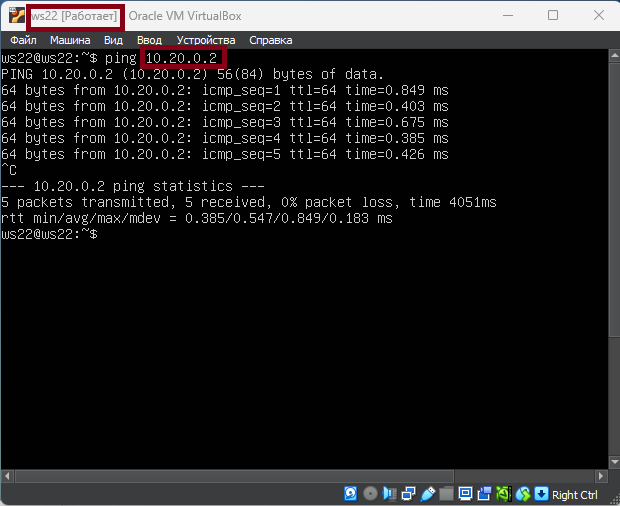 ws22 [Работает] - Oracle VM VirtualBox
Файл Машина Вид Ввод Устройства Справка
ws22@ws22:~$ ping 10.20.0.2
PING 10.20.0.2 (10.20.0.2) 56(84) bytes of data.
64 bytes from 10.20.0.2: icmp_seq=1 ttl=64 time=0.849 ms
64 bytes from 10.20.0.2: icmp_seq=2 ttl=64 time=0.403 ms
64 bytes from 10.20.0.2: icmp_seq=3 ttl=64 time=0.675 ms
64 bytes from 10.20.0.2: icmp_seq=4 ttl=64 time=0.385 ms
64 bytes from 10.20.0.2: icmp_seq=5 ttl=64 time=0.426 ms
^C
--- 10.20.0.2 ping statistics ---
5 packets transmitted, 5 received, 0% packet loss, time 4051ms
rtt min/avg/max/mdev = 0.385/0.547/0.849/0.183 ms
ws22@ws22:~$
Right Ctrl